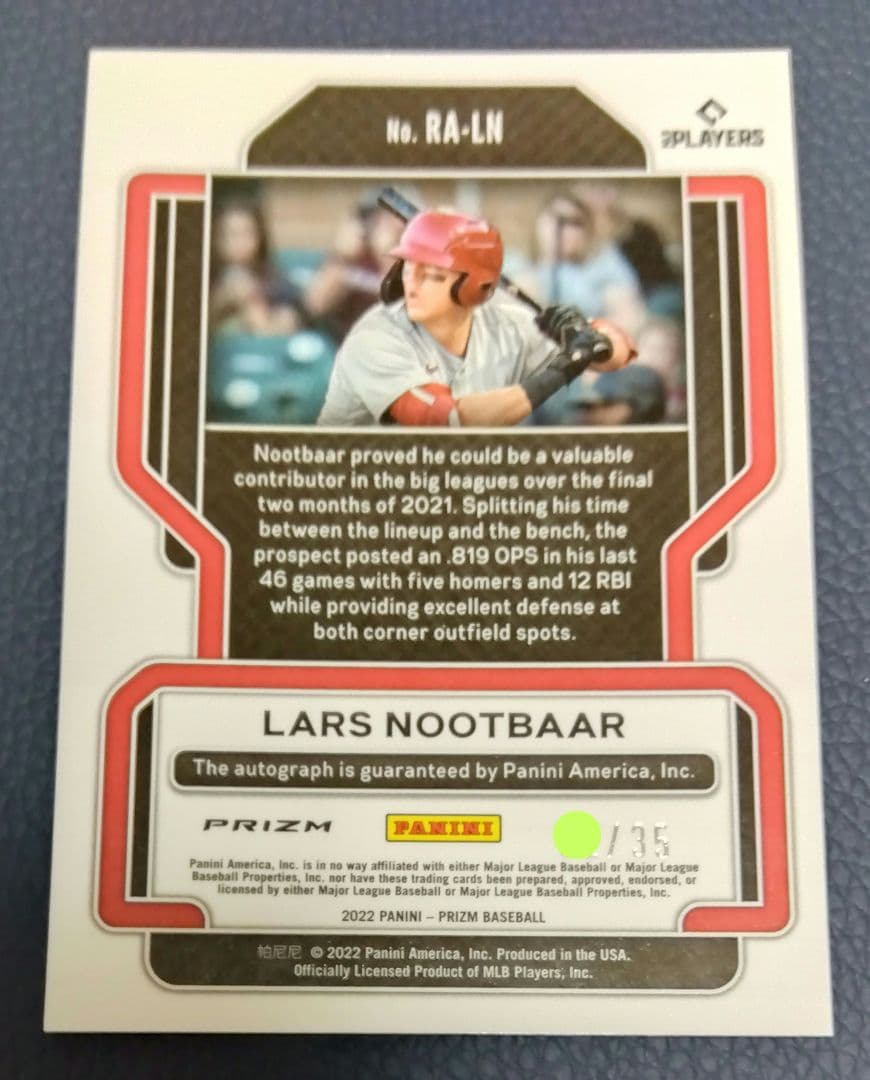 No. RA-LN
PLAYERS
Nootbaar proved he could be a valuable
contributor in the big leagues over the final
two months of 2021. Splitting his time
between the lineup and the bench, the
prospect posted an .819 OPS in his last
46 games with five homers and 12 RBI
while providing excellent defense at
both corner outfield spots.
LARS NOOTBAAR
The autograph is guaranteed by Panini America, Inc.
PRIZM PANINI /35
Panini America, Inc. is in no way affiliated with either Major League Baseball or Major League
Baseball Properties, Inc. nor have these trading cards been prepared, approved, endorsed, or
licensed by either Major League Baseball or Major League Baseball Properties, Inc.
2022 PANINI – PRIZM BASEBALL
帕尼尼 © 2022 Panini America, Inc. Produced in the USA.
Officially Licensed Product of MLB Players, Inc.